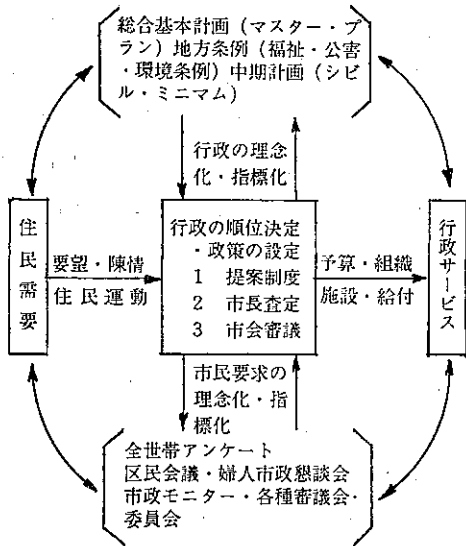 総合基本計画（マスター・プ
ラン）地方条例（福祉・公害
・環境条例）中期計画（シビ
ル・ミニマム）
行政の理念
化・指標化
住民需要
要望・陳情
住民運動
行政の順位決定
・政策の設定
1 提案制度
2 市長査定
3 市会審議
予算・組織
施設・給付
行政サービス
市民要求の
理念化・指
標化
全世帯アンケート
区民会議・婦人市政懇談会
市政モニター・各種審議会・
委員会